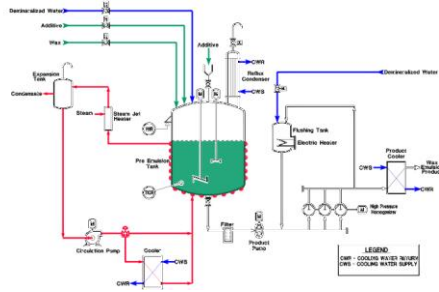 Demineralized Water
Additive
Wax
Additive
Reflux
Condenser
CWR
CWS
Demineralized Water
Expansion
Tank
Condensate
Steam
Steam Jet
Heater
Pre Emulsion
Tank
Flushing Tank
Electric Heater
Product
Cooler
CWS
CWR
Wax
Emulsion
Product
High Pressure
Homogenizer
Circulation Pump
Cooler
CWS
CWR
Filter
Product
Pump
LEGEND
CWR - COOLING WATER RETURN
CWS - COOLING WATER SUPPLY